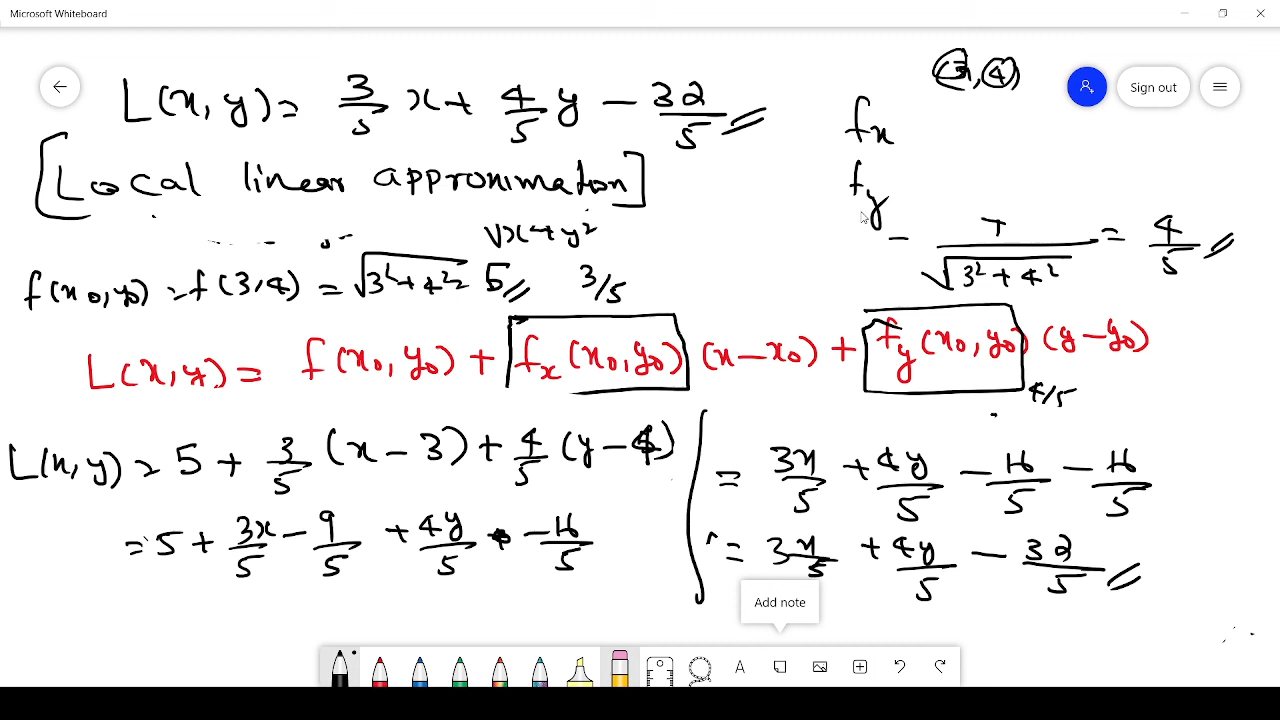 Microsoft Whiteboard
Sign out
(3,4)
L(x,y) = 3/5 x + 4/5 y - 32/5
[Local linear approximation]
fx
fy
√x²+y²
= 4/√3²+4² = 4/5
f(x0,y0) = f(3,4) = √3²+4² = 5
3/5
L(x,y) = f(x0,y0) + fx(x0,y0) (x-x0) + fy(x0,y0) (y-y0)
4/5
L(x,y) = 5 + 3/5 (x-3) + 4/5 (y-4)
= 5 + 3x/5 - 9/5 + 4y/5 - 16/5
= 3x/5 + 4y/5 - 16/5 - 16/5
= 3x/5 + 4y/5 - 32/5
Add note
A